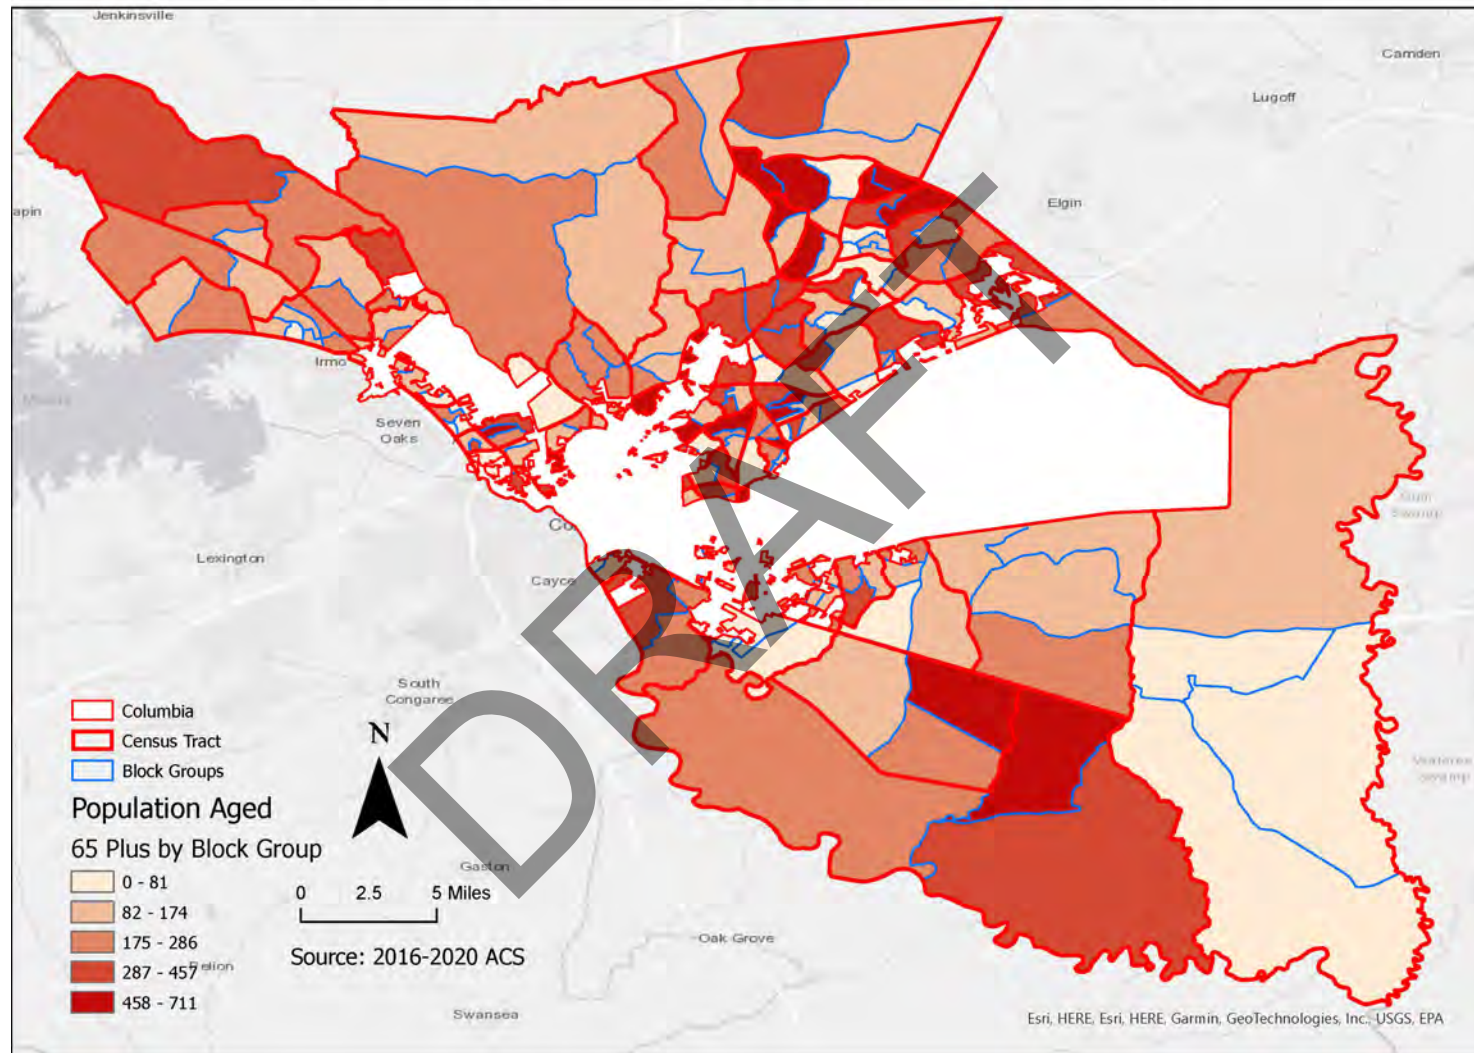 Jenkinsville
Camden
Lugoff
Elgin
apin
Irmo
Seven
Oaks
Lexington
Co
Cayce
South
Congaree
Swamp
Swamp
DRAFT
Columbia
Census Tract
Block Groups
N
Population Aged
65 Plus by Block Group
0 - 81
82 - 174
175 - 286
287 - 457
458 - 711
0 2.5 5 Miles
Source: 2016-2020 ACS
Gaston
Pelion
Oak Grove
Swansea
Esri, HERE, Esri, HERE, Garmin, GeoTechnologies, Inc., USGS, EPA